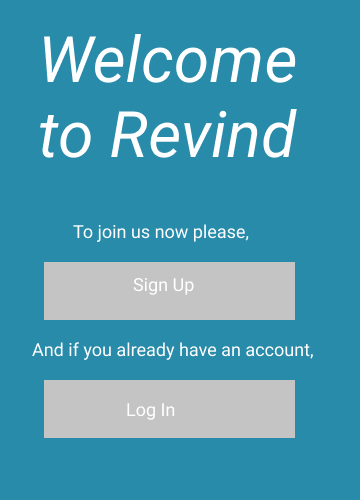 Welcome
to Revind
To join us now please,
Sign Up
And if you already have an account,
Log In